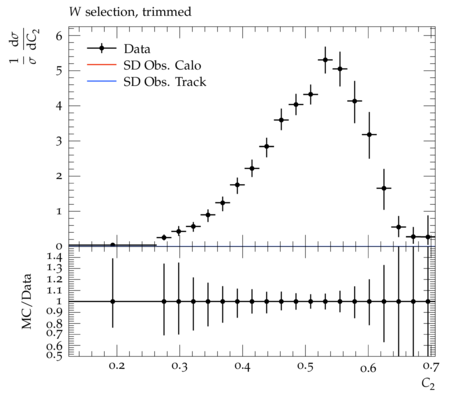 W selection, trimmed
1/σ dσ/dC₂
Data
SD Obs. Calo
SD Obs. Track
6
5
4
3
2
1
0
MC/Data
1.4
1.3
1.2
1.1
1
0.9
0.8
0.7
0.6
0.5
0.2 0.3 0.4 0.5 0.6 0.7
C₂